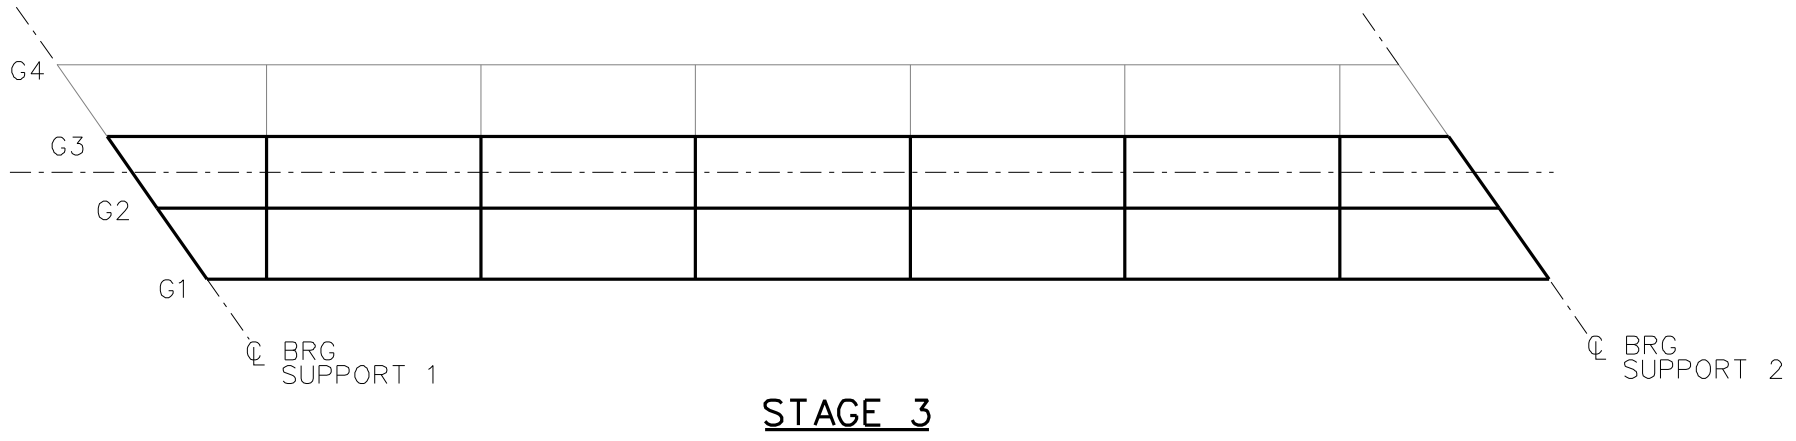 G4
G3
G2
G1
℄ BRG
SUPPORT 1
℄ BRG
SUPPORT 2
STAGE 3